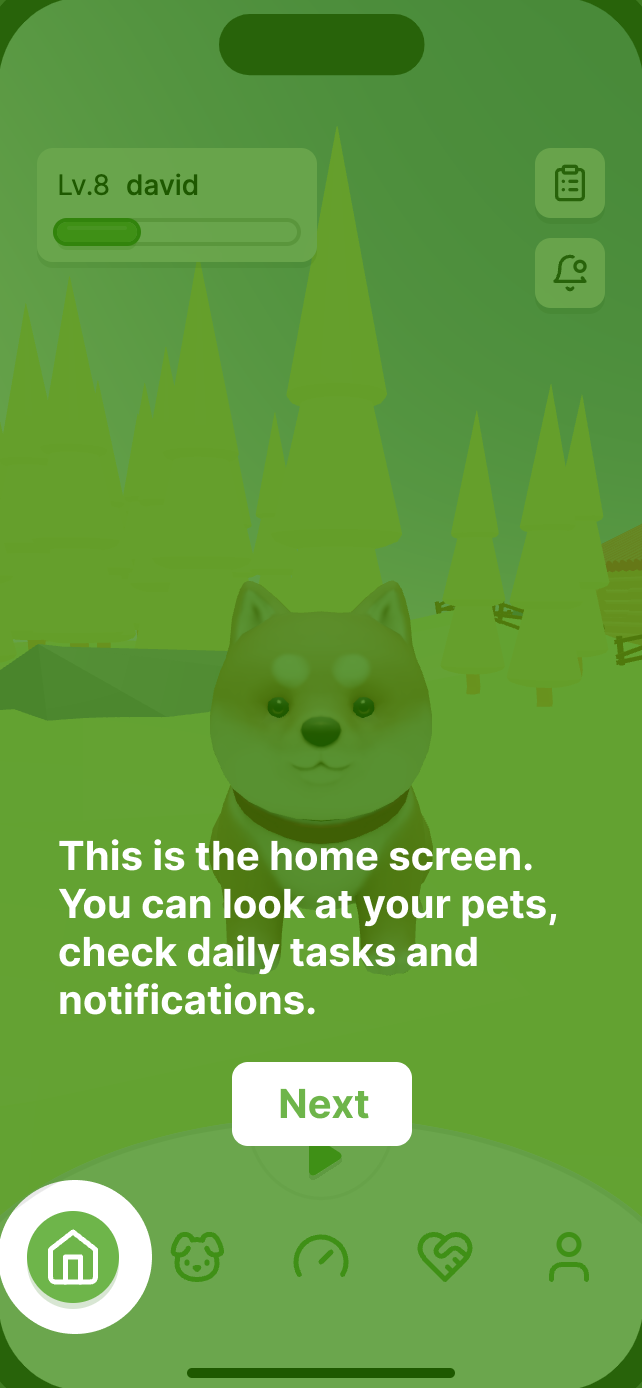 Lv.8 david
This is the home screen.
You can look at your pets,
check daily tasks and
notifications.
Next